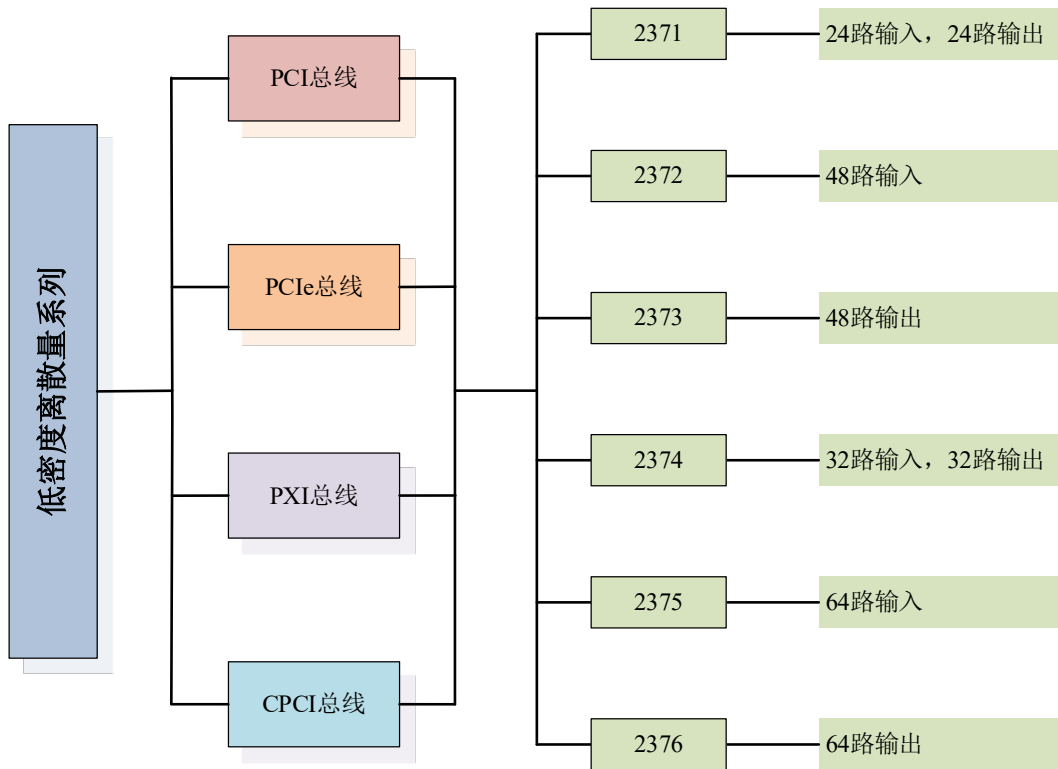 低密度离散量系列
PCI总线
PCIe总线
PXI总线
CPCI总线
2371
24路输入，24路输出
2372
48路输入
2373
48路输出
2374
32路输入，32路输出
2375
64路输入
2376
64路输出